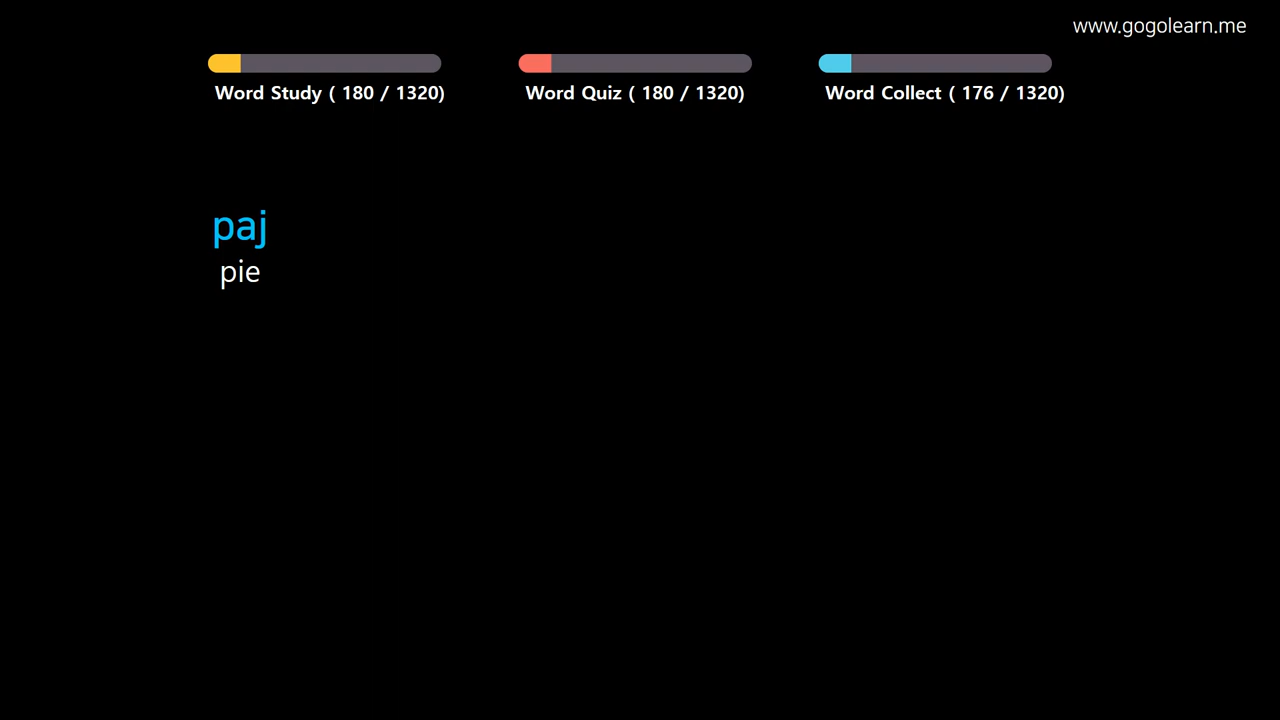 www.gogolearn.me
Word Study ( 180 / 1320)
Word Quiz ( 180 / 1320)
Word Collect ( 176 / 1320)
paj
pie